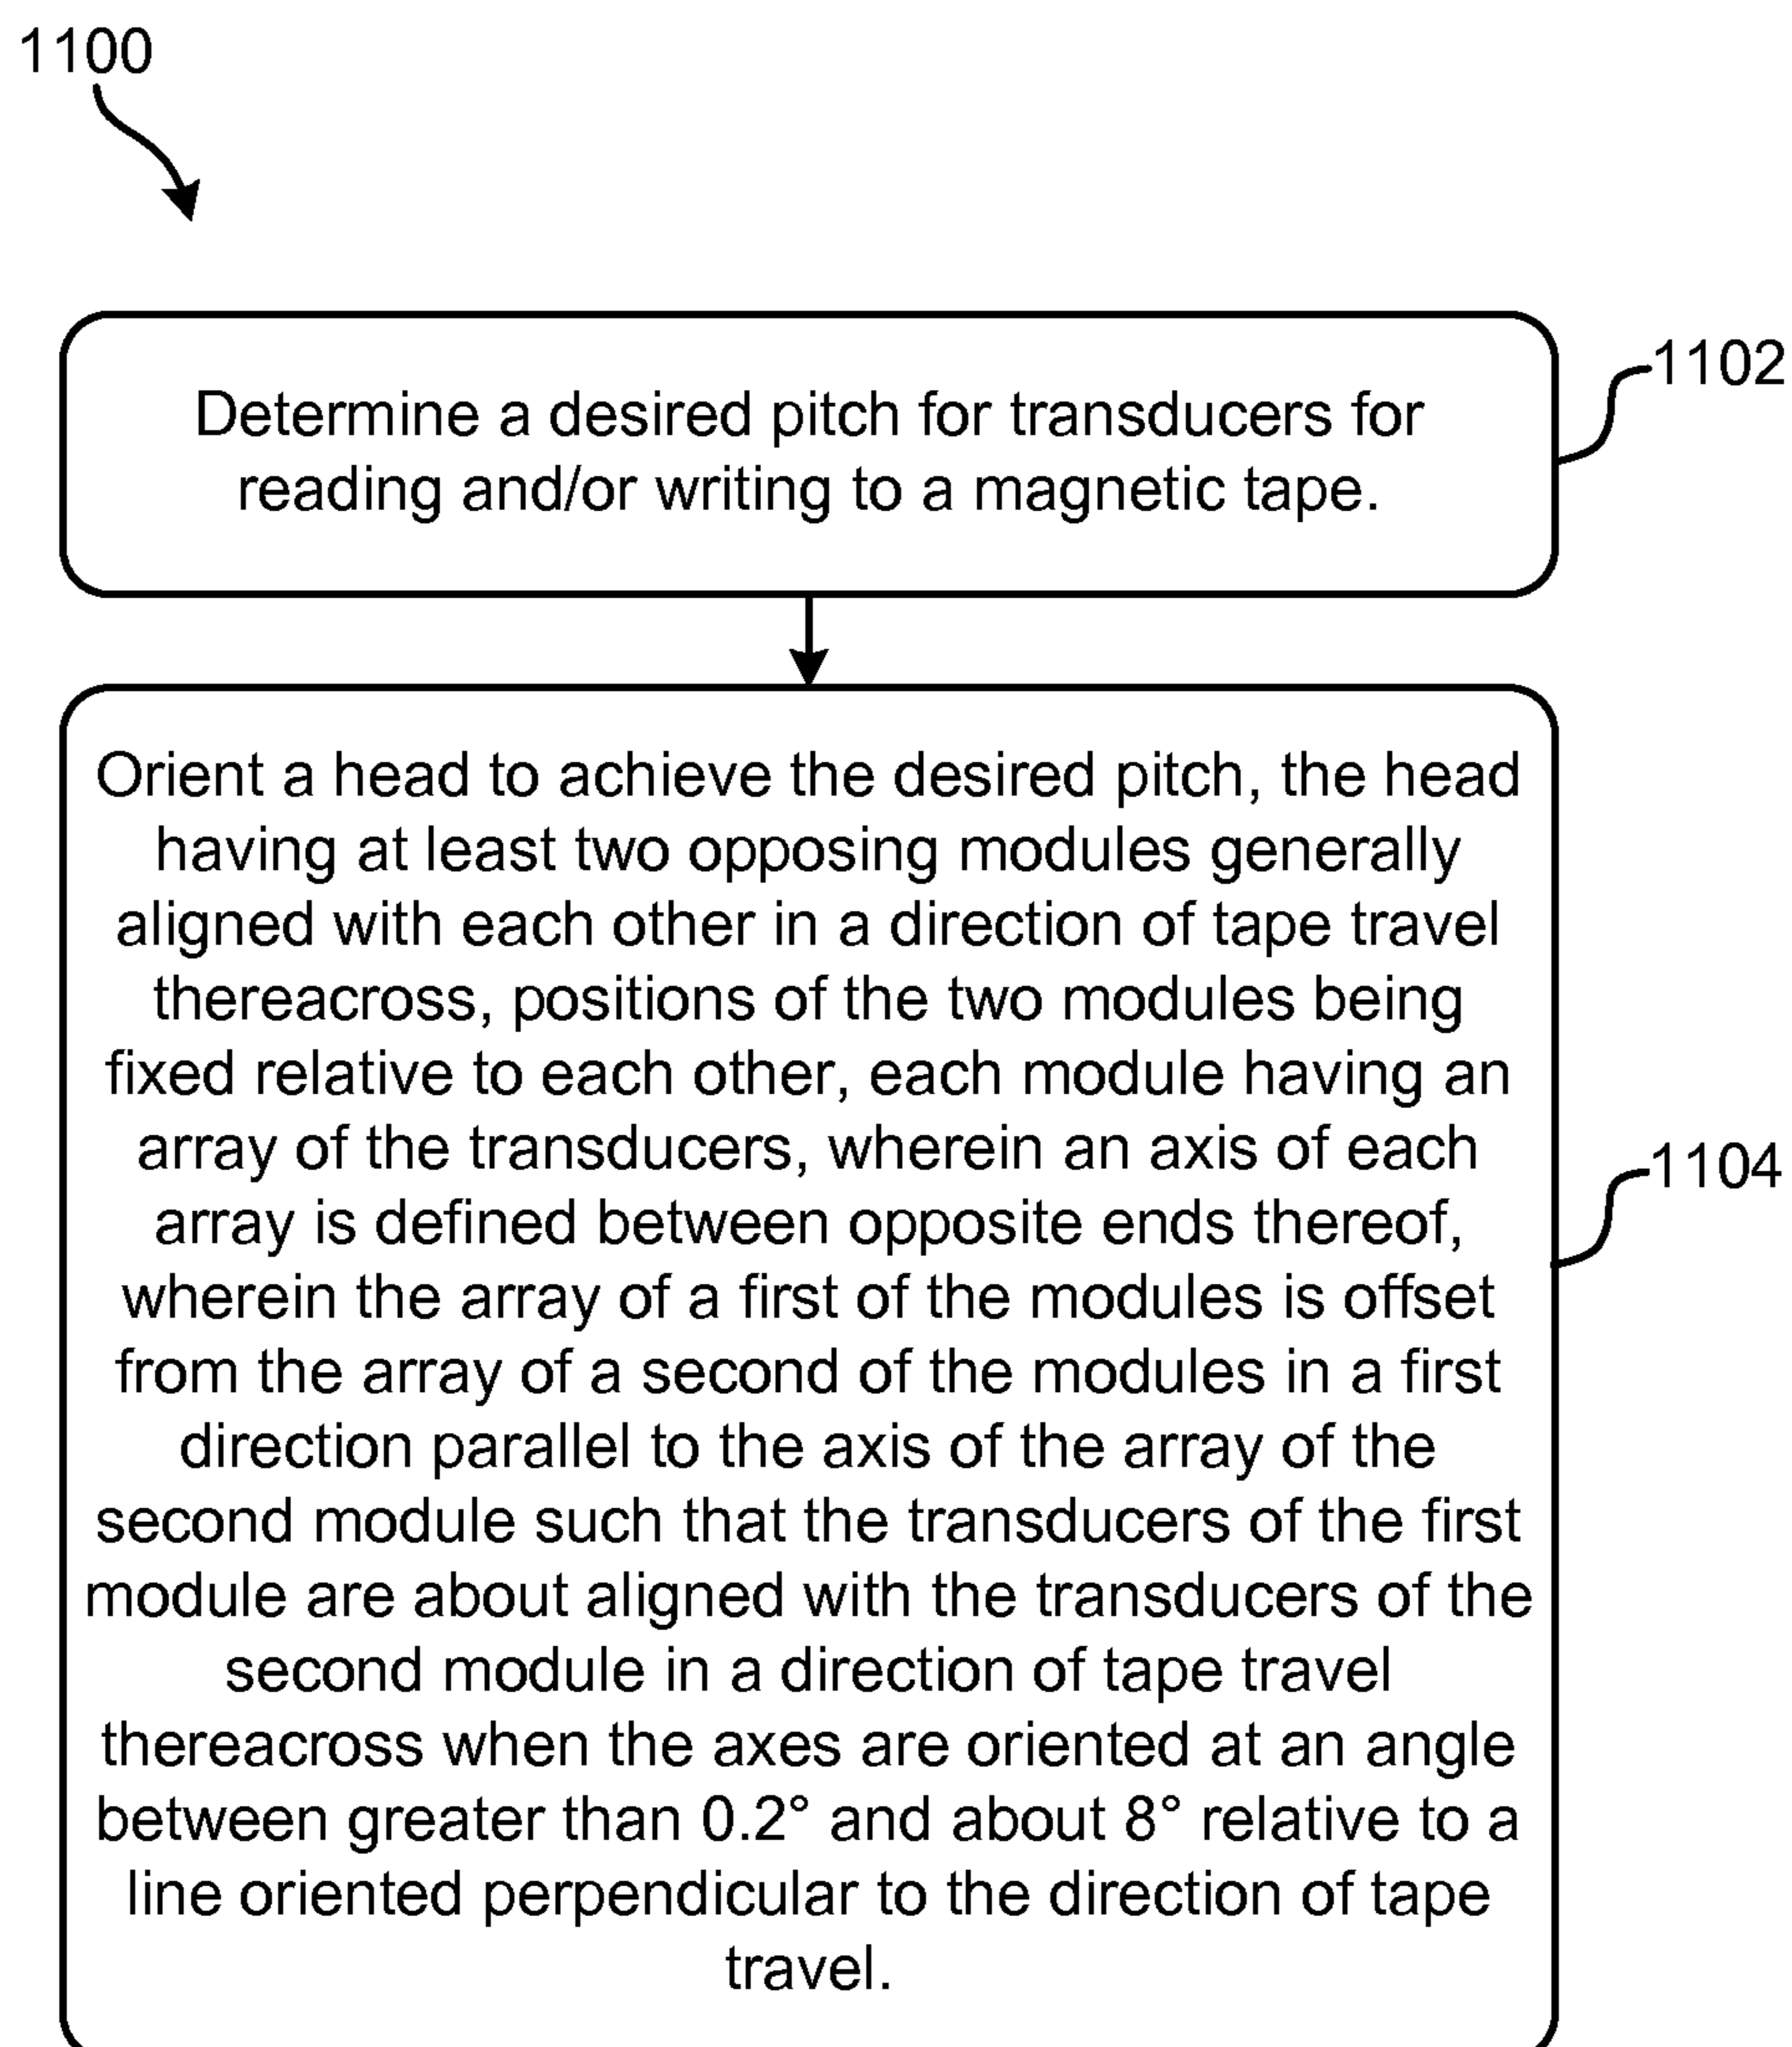 1100
1102
Determine a desired pitch for transducers for
reading and/or writing to a magnetic tape.
Orient a head to achieve the desired pitch, the head
having at least two opposing modules generally
aligned with each other in a direction of tape travel
thereacross, positions of the two modules being
fixed relative to each other, each module having an
array of the transducers, wherein an axis of each
1104
array is defined between opposite ends thereof,
wherein the array of a first of the modules is offset
from the array of a second of the modules in a first
direction parallel to the axis of the array of the
second module such that the transducers of the first
module are about aligned with the transducers of the
second module in a direction of tape travel
thereacross when the axes are oriented at an angle
between greater than 0.2° and about 8° relative to a
line oriented perpendicular to the direction of tape
travel.